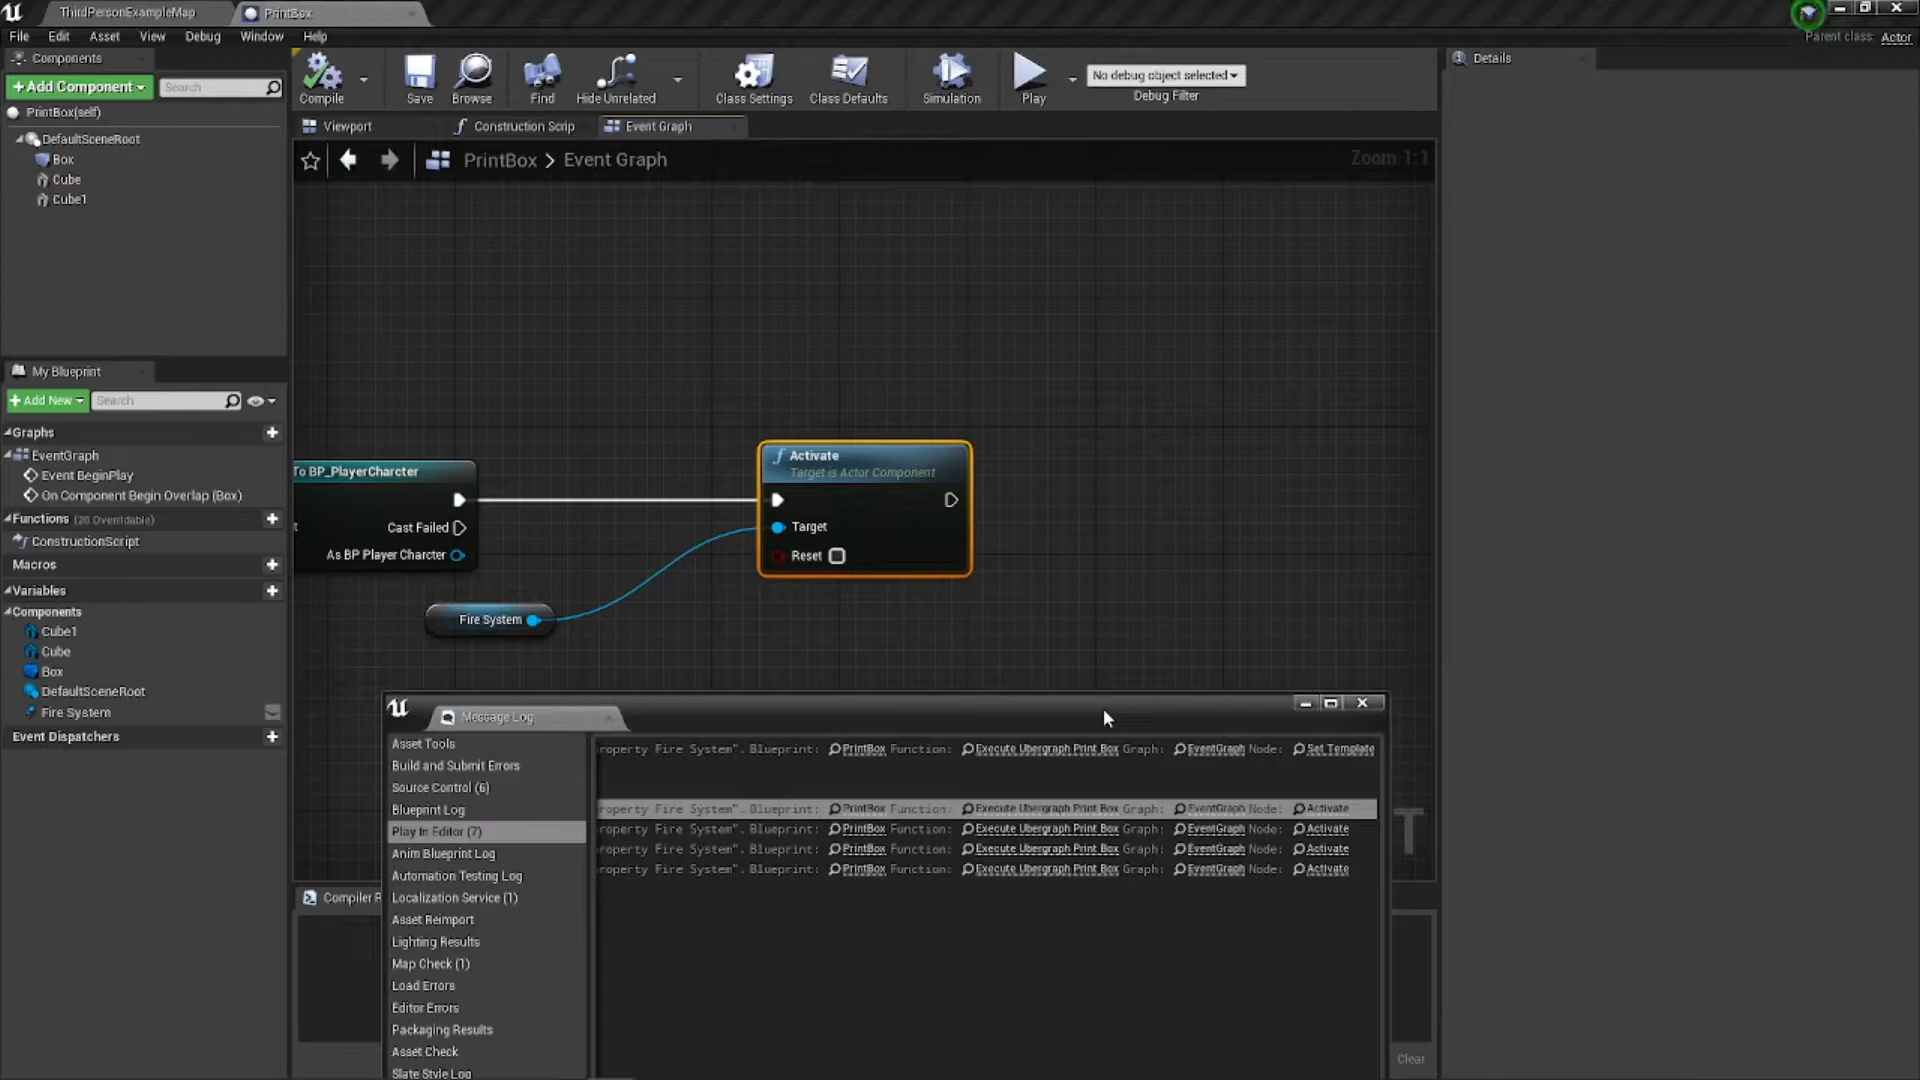 ThirdPersonExampleMap
PrintBox
File Edit Asset View Debug Window Help
Parent class: Actor
Components
+ Add Component
Search
PrintBox(self)
DefaultSceneRoot
Box
Cube
Cube1
Compile
Save
Browse
Find
Hide Unrelated
Class Settings
Class Defaults
Simulation
Play
No debug object selected
Debug Filter
Details
Viewport
Construction Scrip
Event Graph
PrintBox > Event Graph
Zoom 1:1
My Blueprint
+ Add New
Search
Graphs
EventGraph
Event BeginPlay
On Component Begin Overlap (Box)
Functions (20 Overridable)
ConstructionScript
Macros
Variables
Components
Cube1
Cube
Box
DefaultSceneRoot
Fire System
Event Dispatchers
To BP_PlayerCharcter
Cast Failed
t
As BP Player Charcter
Fire System
f Activate
Target is Actor Component
Target
Reset
Message Log
Asset Tools
Build and Submit Errors
Source Control (6)
Blueprint Log
Play In Editor (7)
Anim Blueprint Log
Automation Testing Log
Localization Service (1)
Asset Reimport
Lighting Results
Map Check (1)
Load Errors
Editor Errors
Packaging Results
Asset Check
Slate Style Log
roperty Fire System". Blueprint: PrintBox Function: Execute Ubergraph Print Box Graph: EventGraph Node: Set Template
roperty Fire System". Blueprint: PrintBox Function: Execute Ubergraph Print Box Graph: EventGraph Node: Activate
roperty Fire System". Blueprint: PrintBox Function: Execute Ubergraph Print Box Graph: EventGraph Node: Activate
roperty Fire System". Blueprint: PrintBox Function: Execute Ubergraph Print Box Graph: EventGraph Node: Activate
roperty Fire System". Blueprint: PrintBox Function: Execute Ubergraph Print Box Graph: EventGraph Node: Activate
T
Compiler R
Clear